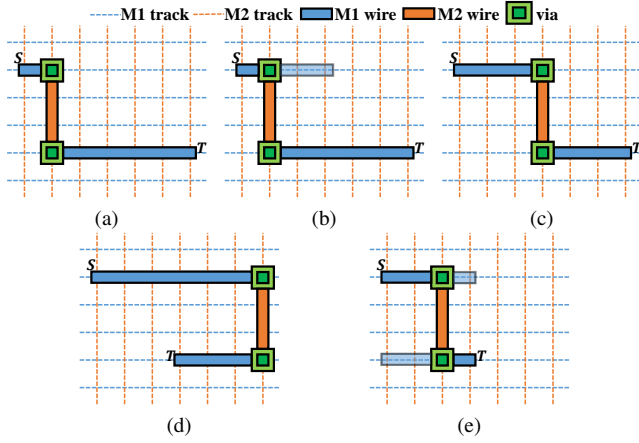 M1 track M2 track M1 wire M2 wire via
S S S
T T T
(a) (b) (c)
S S
T T
(d) (e)